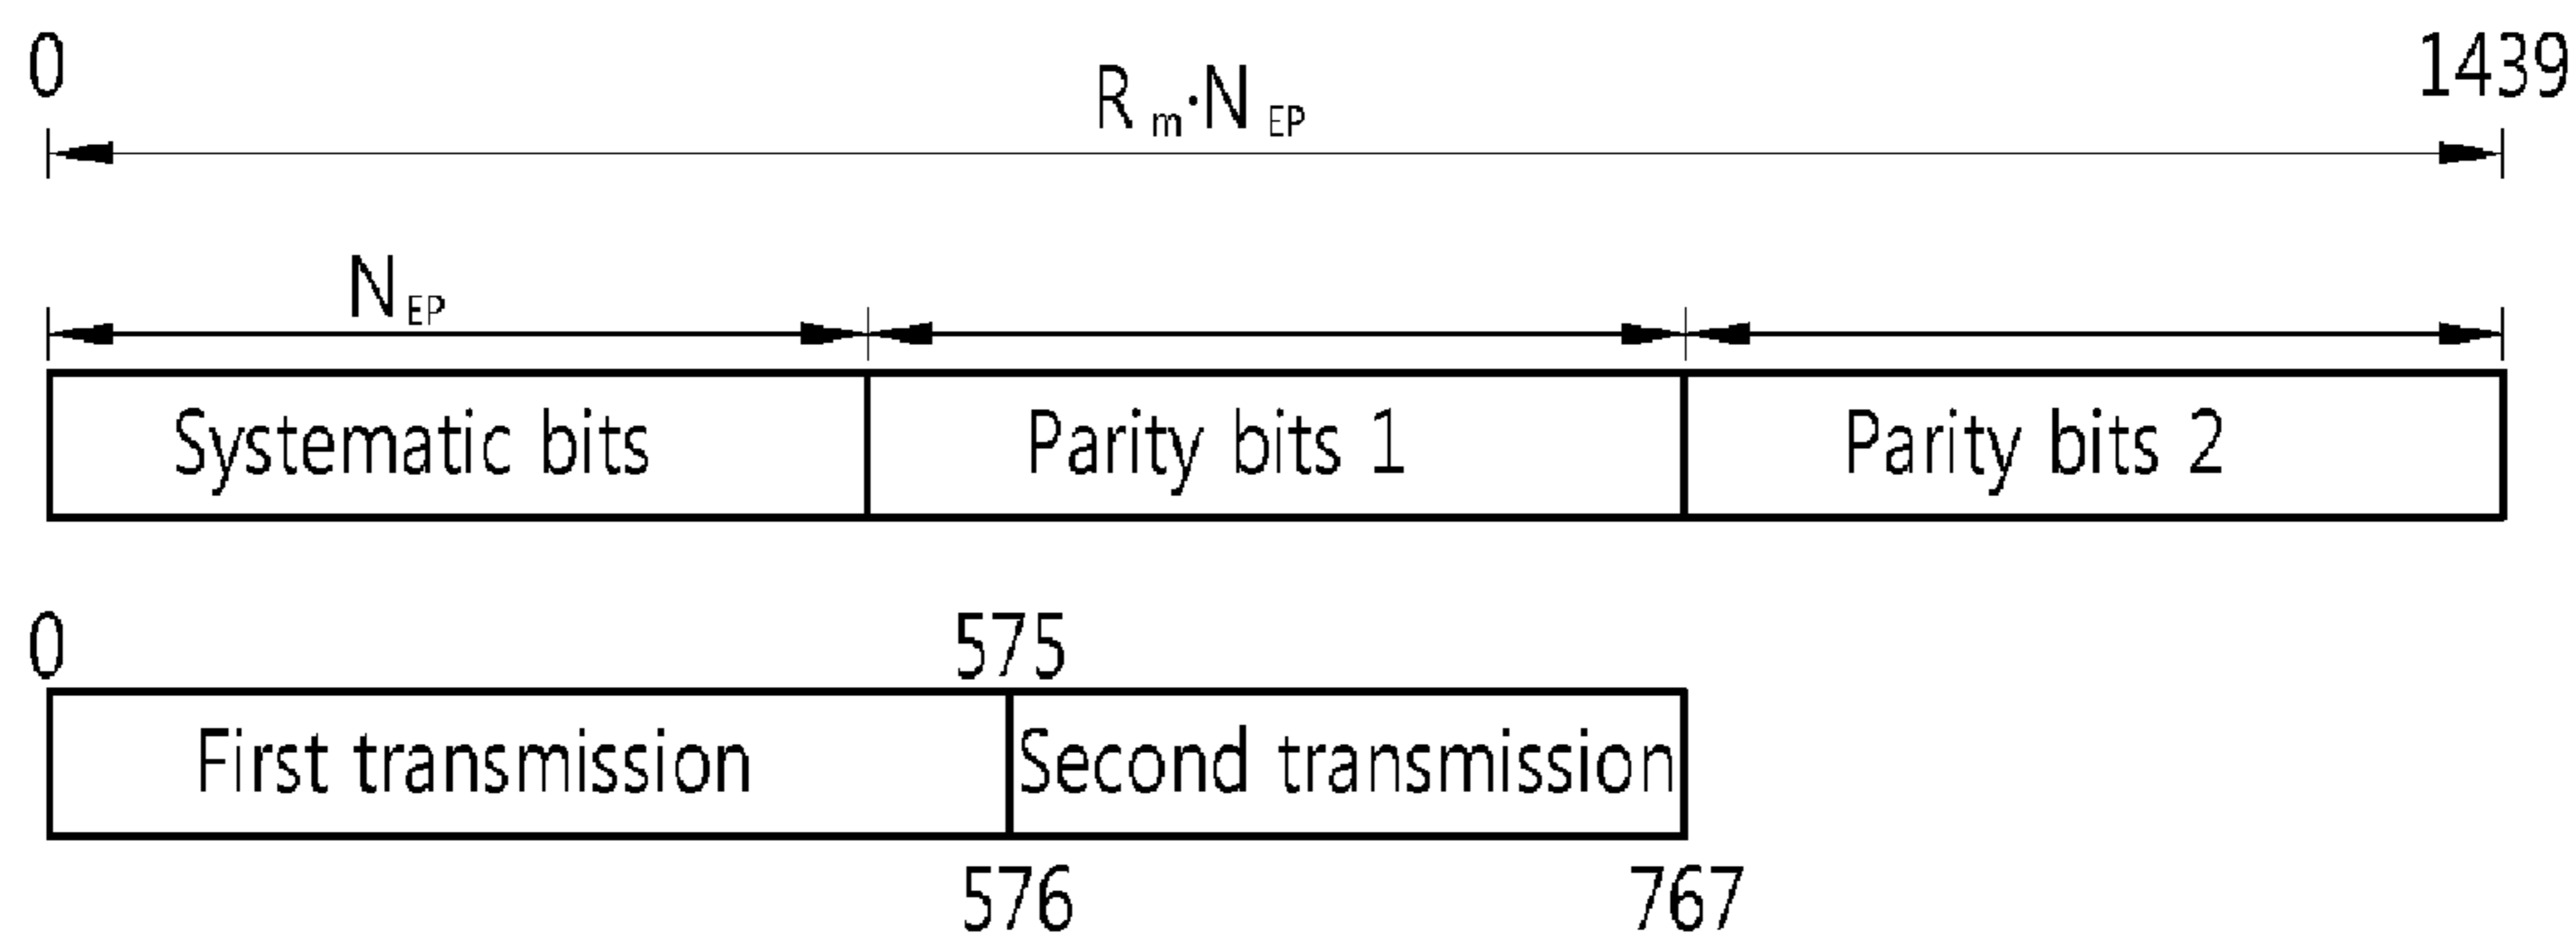 0 1439
R m·N EP
N EP
Systematic bits Parity bits 1 Parity bits 2
0 575
First transmission Second transmission
576 767